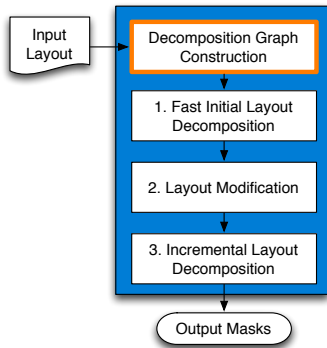 Input
Layout
Decomposition Graph
Construction
1. Fast Initial Layout
Decomposition
2. Layout Modification
3. Incremental Layout
Decomposition
Output Masks